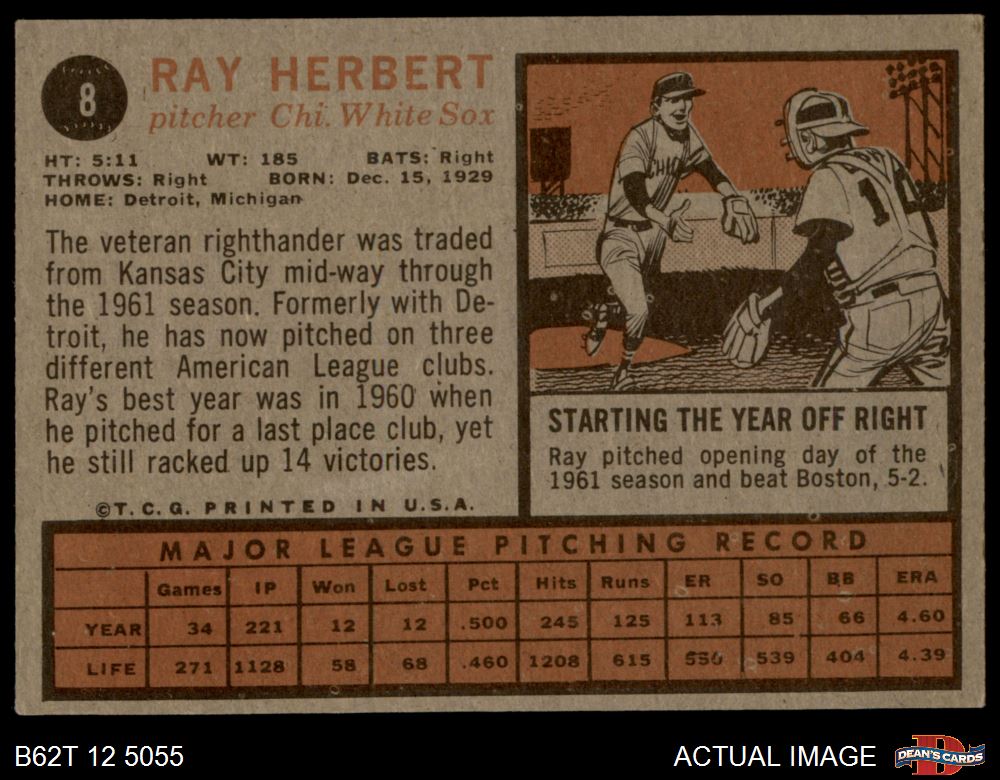 8
RAY HERBERT
pitcher Chi. White Sox
HT: 5:11 WT: 185 BATS: Right
THROWS: Right BORN: Dec. 15, 1929
HOME: Detroit, Michigan
The veteran righthander was traded
from Kansas City mid-way through
the 1961 season. Formerly with De-
troit, he has now pitched on three
different American League clubs.
Ray's best year was in 1960 when
he pitched for a last place club, yet
he still racked up 14 victories.
©T.C.G. PRINTED IN U.S.A.
CHIC
1
STARTING THE YEAR OFF RIGHT
Ray pitched opening day of the
1961 season and beat Boston, 5-2.
MAJOR LEAGUE PITCHING RECORD
Games IP Won Lost Pct Hits Runs ER SO BB ERA
YEAR 34 221 12 12 .500 245 125 113 85 66 4.60
LIFE 271 1128 58 68 .460 1208 615 550 539 404 4.39
B62T 12 5055 ACTUAL IMAGE
D
DEAN'S CARDS